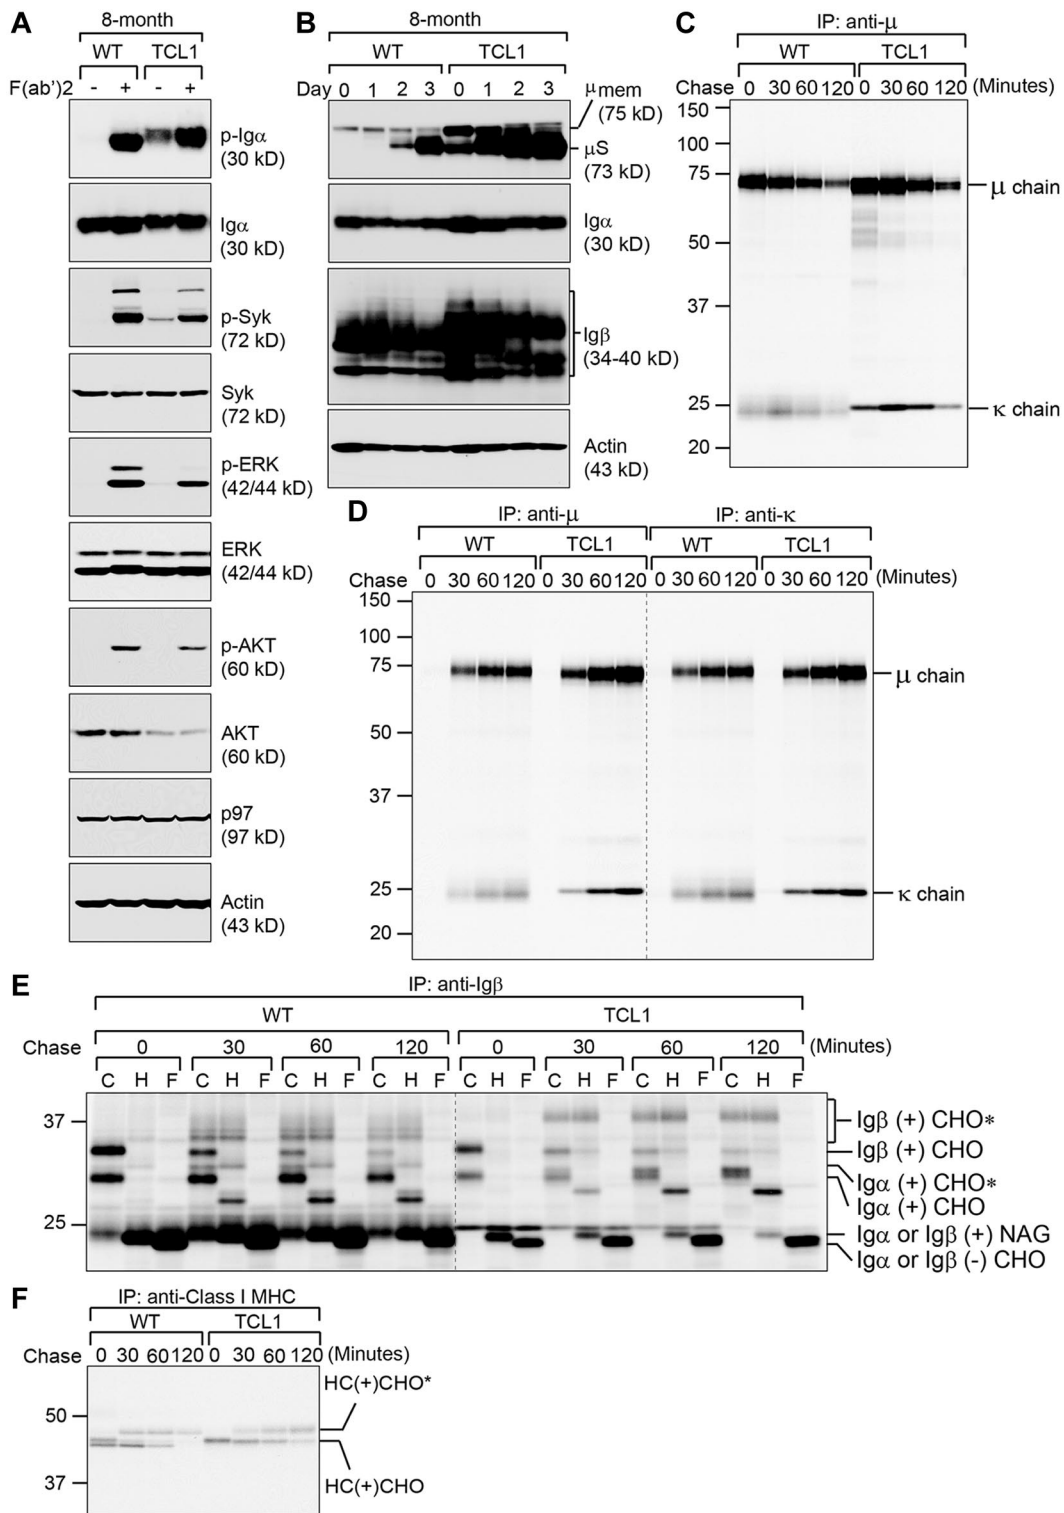 A
8-month
WT TCL1
F(ab')2 - + - +
p-Igα
(30 kD)
Igα
(30 kD)
p-Syk
(72 kD)
Syk
(72 kD)
p-ERK
(42/44 kD)
ERK
(42/44 kD)
p-AKT
(60 kD)
AKT
(60 kD)
p97
(97 kD)
Actin
(43 kD)
B
8-month
WT TCL1
Day 0 1 2 3 0 1 2 3
μmem
(75 kD)
μS
(73 kD)
Igα
(30 kD)
Igβ
(34-40 kD)
Actin
(43 kD)
C
IP: anti-μ
WT TCL1
Chase 0 30 60 120 0 30 60 120 (Minutes)
150
100
75
μ chain
50
37
25
κ chain
20
D
IP: anti-μ IP: anti-κ
WT TCL1 WT TCL1
Chase 0 30 60 120 0 30 60 120 0 30 60 120 0 30 60 120 (Minutes)
150
100
75
μ chain
50
37
25
κ chain
20
E
IP: anti-Igβ
WT TCL1
Chase 0 30 60 120 0 30 60 120 (Minutes)
C H F C H F C H F C H F C H F C H F C H F C H F
37
Igβ (+) CHO*
Igβ (+) CHO
Igα (+) CHO*
Igα (+) CHO
25
Igα or Igβ (+) NAG
Igα or Igβ (-) CHO
F
IP: anti-Class I MHC
WT TCL1
Chase 0 30 60 120 0 30 60 120 (Minutes)
HC(+)CHO*
50
37
HC(+)CHO